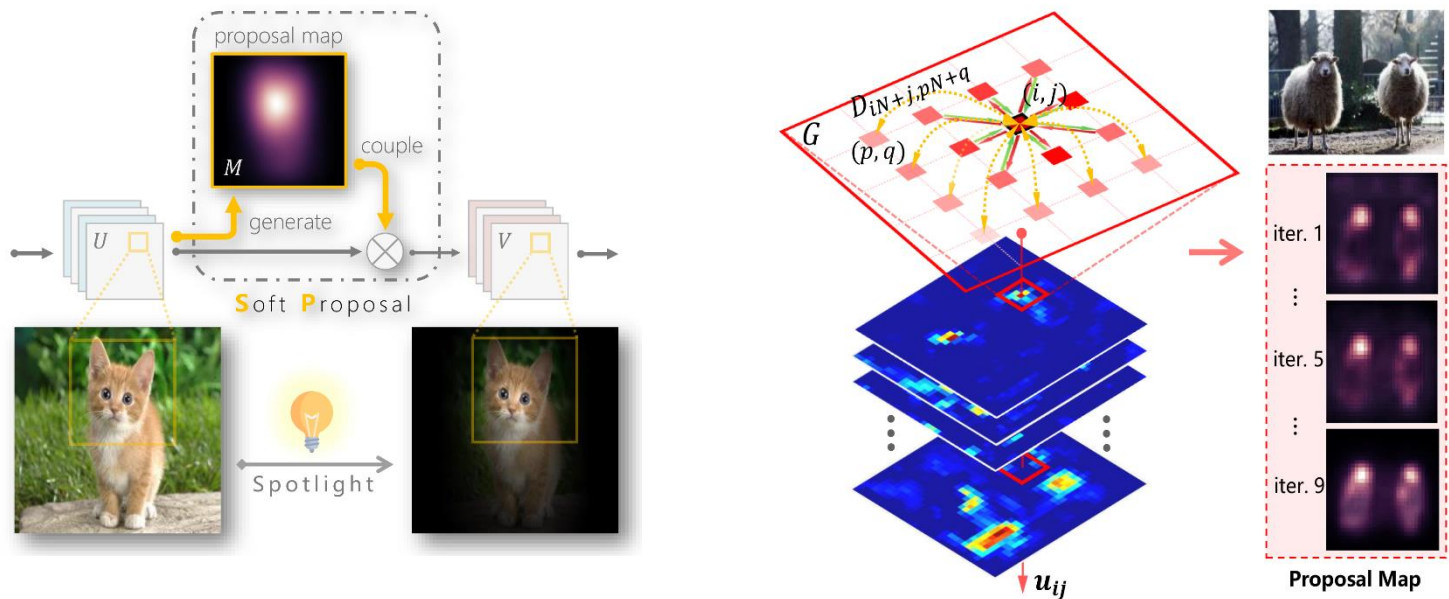 proposal map
M
couple
generate
U
V
Soft Proposal
Spotlight
D_{iN+j,pN+q}
(i,j)
G
(p,q)
u_{ij}
iter. 1
⋮
iter. 5
⋮
iter. 9
Proposal Map